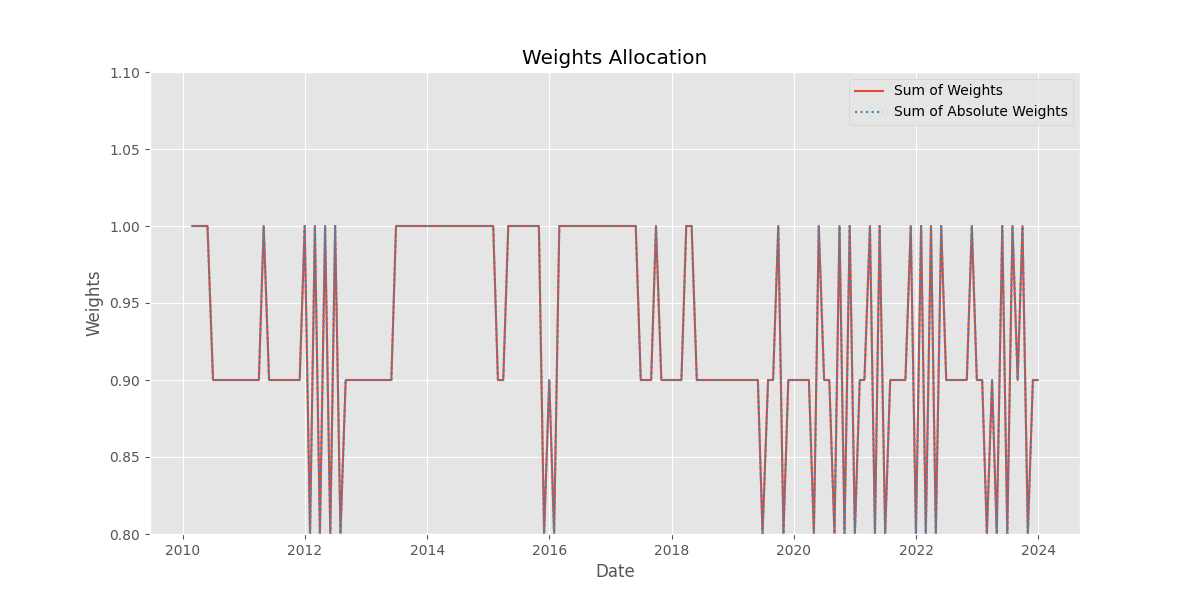 Weights Allocation
Sum of Weights
Sum of Absolute Weights
Weights
1.10
1.05
1.00
0.95
0.90
0.85
0.80
2010 2012 2014 2016 2018 2020 2022 2024
Date